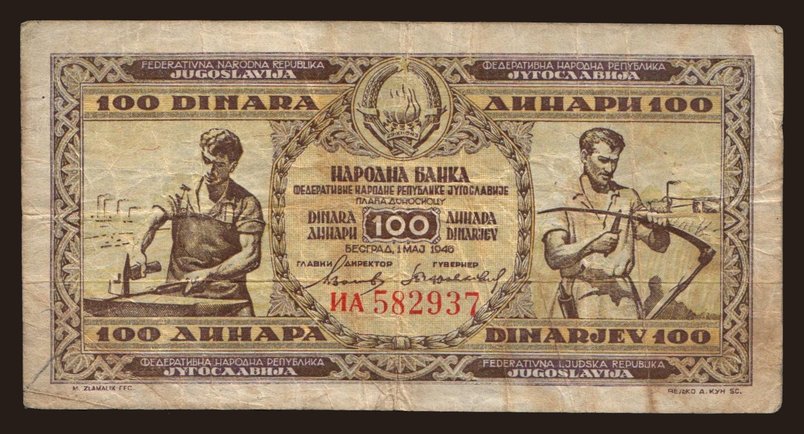 FEDERATIVNA NARODNA REPUBLIKA
JUGOSLAVIJA
ФЕДЕРАТИВНА НАРОДНА РЕПУБЛИКА
ЈУГОСЛАВИЈА
100 DINARA
ДИНАРИ 100
НАРОДНА БАНКА
ФЕДЕРАТИВНЕ НАРОДНЕ РЕПУБЛИКЕ ЈУГОСЛАВИЈЕ
ПЛАЋА ДОНОСИОЦУ
DINARA 100 ДИНАРА
ДИНАРИ DINARJEV
БЕОГРАД, 1 МАЈ 1946
ГЛАВНИ ДИРЕКТОР ГУВЕРНЕР
ИА 582937
100 ДИНАРА
DINARJEV 100
ФЕДЕРАТИВНА НАРОДНА РЕПУБЛИКА
ЈУГОСЛАВИЈА
FEDERATIVNA LJUDSKA REPUBLIKA
JUGOSLAVIJA
M. ZLAMALIK FEC.
ВЕЉКО А. КУН SC.